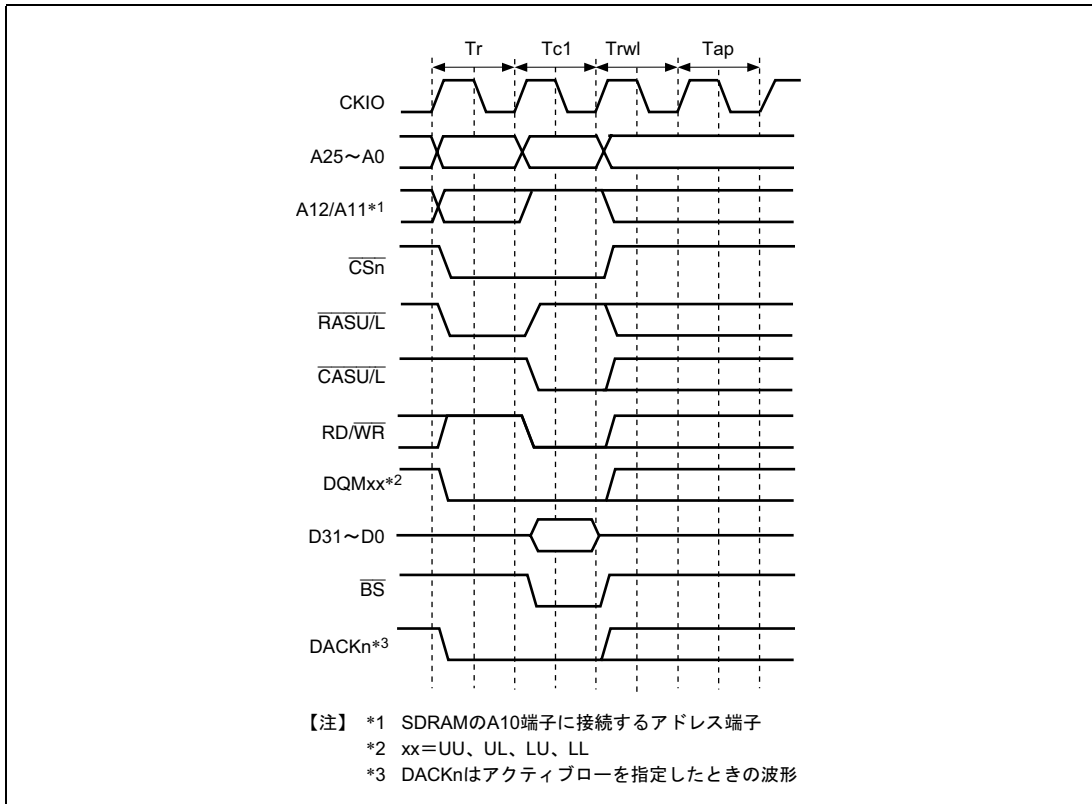 Tr Tc1 Trwl Tap
CKIO
A25～A0
A12/A11*1
CSn
RASU/L
CASU/L
RD/WR
DQMxx*2
D31～D0
BS
DACKn*3
【注】 *1 SDRAMのA10端子に接続するアドレス端子
*2 xx＝UU、UL、LU、LL
*3 DACKnはアクティブローを指定したときの波形